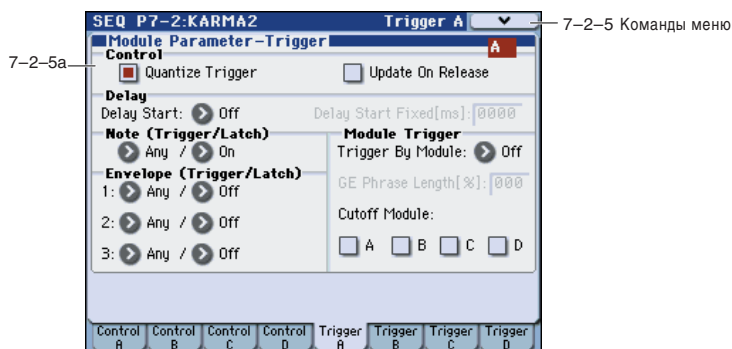 SEQ P7-2:KARMA2 Trigger A
7–2–5 Команды меню
Module Parameter-Trigger A
7–2–5a
Control
Quantize Trigger Update On Release
Delay
Delay Start: Off Delay Start Fixed[ms]: 0000
Note (Trigger/Latch) Module Trigger
Any / On Trigger By Module: Off
Envelope (Trigger/Latch)
1: Any / Off GE Phrase Length[%]: 000
2: Any / Off Cutoff Module:
3: Any / Off A B C D
Control A Control B Control C Control D Trigger A Trigger B Trigger C Trigger D